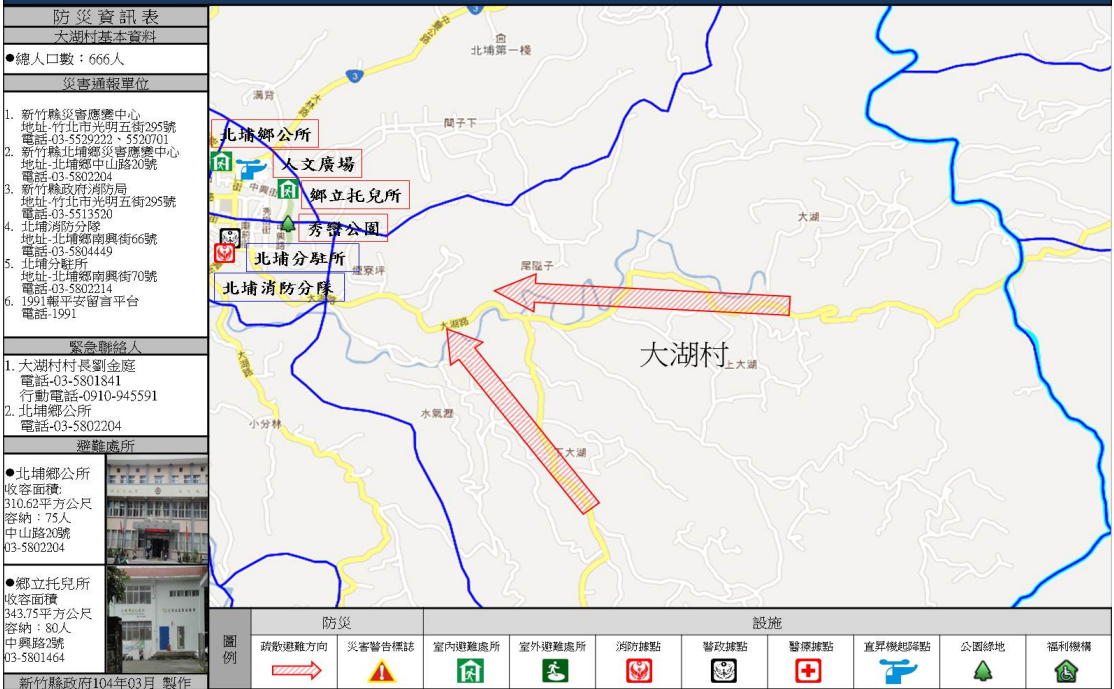 防災資訊表
大湖村基本資料
●總人口數：666人
災害通報單位
1. 新竹縣災害應變中心
地址-竹北市光明五街295號
電話-03-5529222、5520701
2. 新竹縣北埔鄉災害應變中心
地址-北埔鄉中山路20號
電話-03-5802204
3. 新竹縣政府消防局
地址-竹北市光明五街295號
電話-03-5513520
4. 北埔消防分隊
地址-北埔鄉南興街66號
電話-03-5804449
5. 北埔分駐所
地址-北埔鄉南興街70號
電話-03-5802214
6. 1991報平安留言平台
電話-1991
緊急聯絡人
1. 大湖村村長劉金庭
電話-03-5801841
行動電話-0910-945591
2. 北埔鄉公所
電話-03-5802204
避難處所
●北埔鄉公所
收容面積:
310.62平方公尺
容納：75人
中山路20號
03-5802204
●鄉立托兒所
收容面積
343.75平方公尺
容納：80人
中興路2號
03-5801464
新竹縣政府104年03月 製作
3
北埔第一棧
3
大林路
滿背
間子下
北埔鄉公所
人文廣場
中興街
鄉立托兒所
秀巒公園
北埔分駐所
北埔消防分隊
大湖
尾隘子
大湖路
大湖村
上大湖
大湖路
小分林
水氣瀝
下大湖
圖例
防災
設施
疏散避難方向
災害警告標誌
室內避難處所
室外避難處所
消防據點
警政據點
醫療據點
直昇機起降點
公園綠地
福利機構